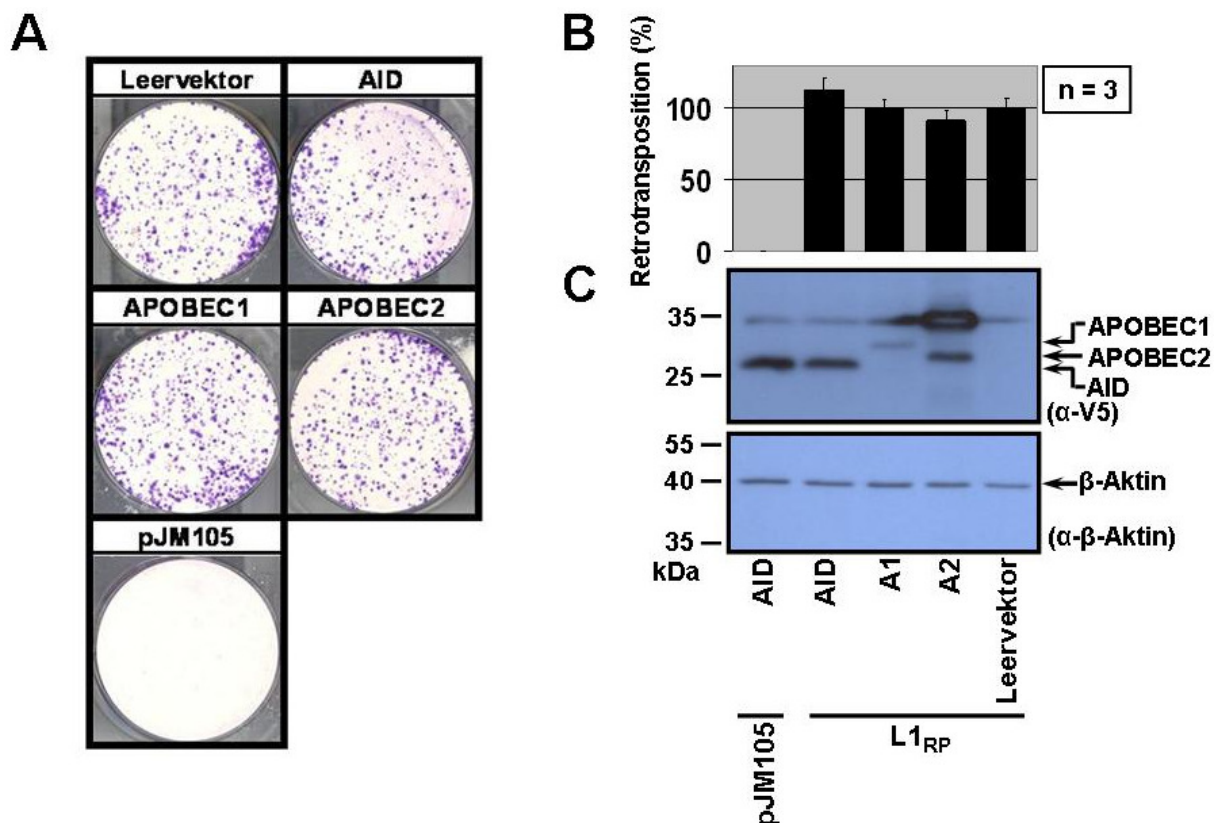 A
Leervektor AID
APOBEC1 APOBEC2
pJM105
B
Retrotransposition (%)
100
50
0
n = 3
C
35
25
APOBEC1
APOBEC2
AID
(α-V5)
55
40
35
kDa
β-Aktin
(α-β-Aktin)
AID AID A1 A2 Leervektor
pJM105 L1RP